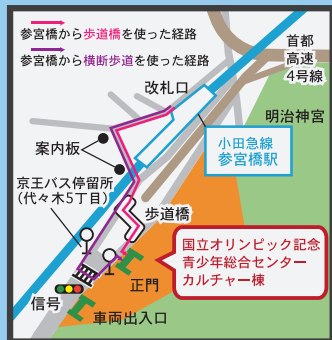 参宮橋から歩道橋を使った経路
参宮橋から横断歩道を使った経路
首都
高速
4号線
改札口
明治神宮
案内板
小田急線
参宮橋駅
京王バス停留所
(代々木5丁目)
歩道橋
国立オリンピック記念
青少年総合センター
カルチャー棟
正門
信号
車両出入口